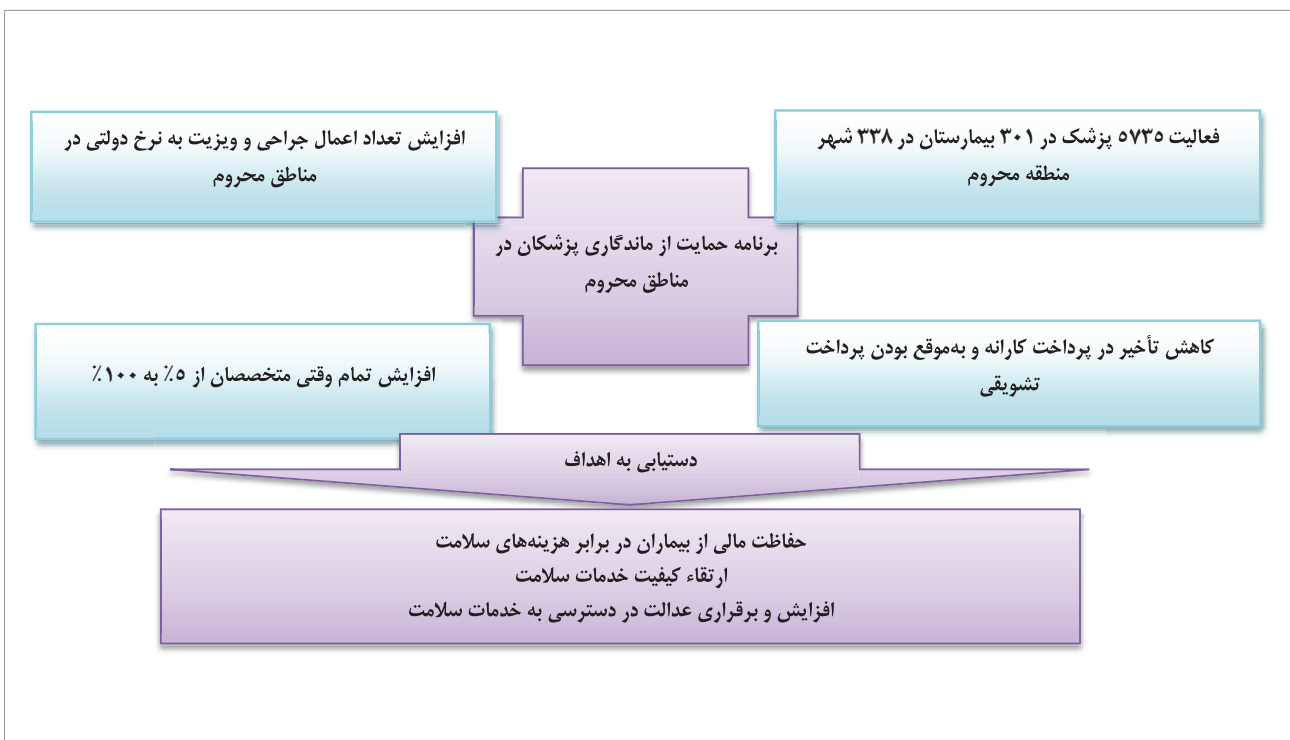 فعالیت ۵۷۳۵ پزشک در ۳۰۱ بیمارستان در ۳۳۸ شهر
منطقه محروم
افزایش تعداد اعمال جراحی و ویزیت به نرخ دولتی در
مناطق محروم
برنامه حمایت از ماندگاری پزشکان در
مناطق محروم
کاهش تأخیر در پرداخت کارانه و به‌موقع بودن پرداخت
تشویقی
افزایش تمام وقتی متخصصان از ۵٪ به ۱۰۰٪
دستیابی به اهداف
حفاظت مالی از بیماران در برابر هزینه‌های سلامت
ارتقاء کیفیت خدمات سلامت
افزایش و برقراری عدالت در دسترسی به خدمات سلامت